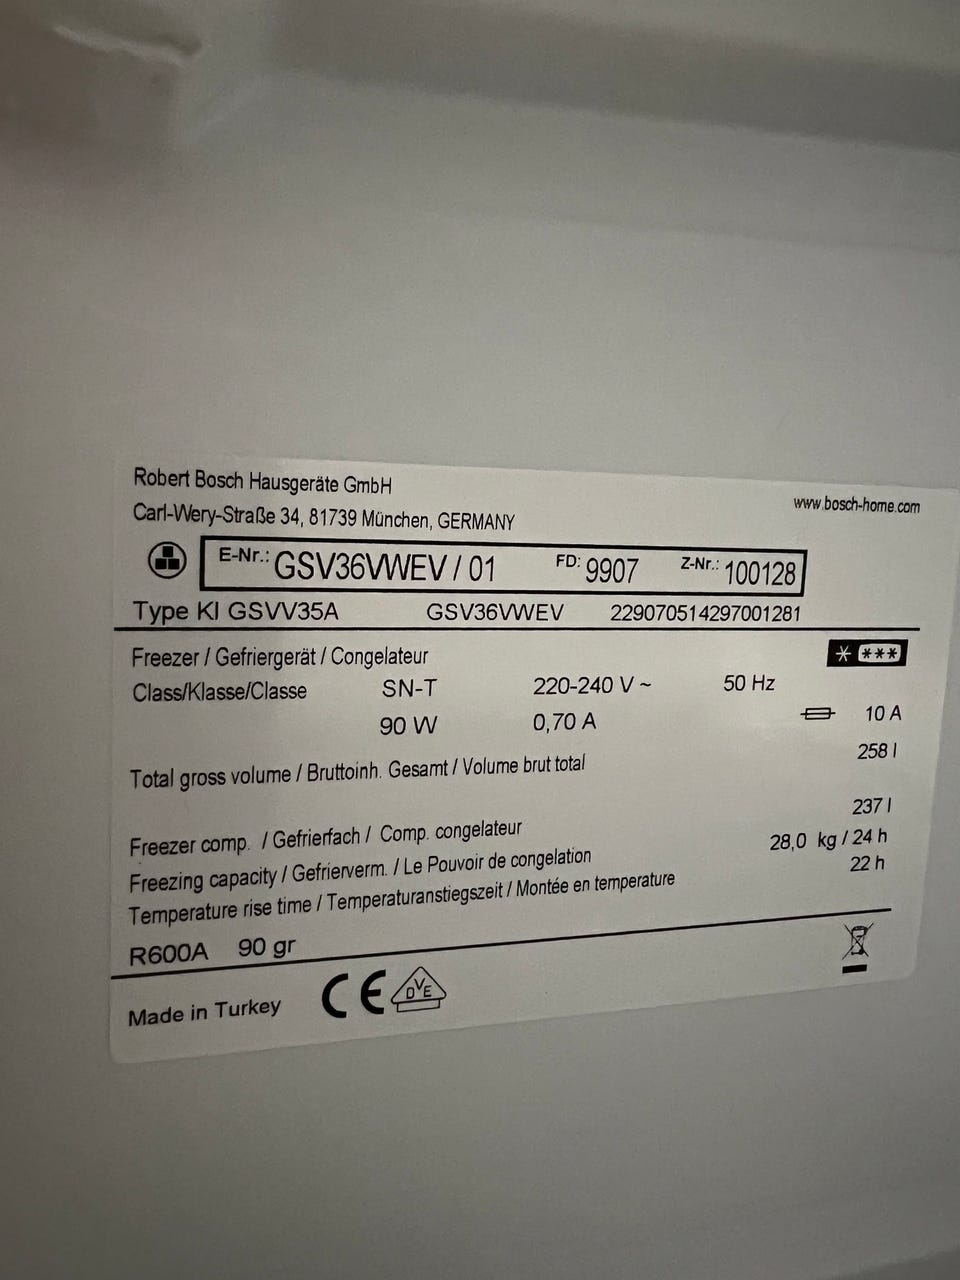 Robert Bosch Hausgeräte GmbH
www.bosch-home.com
Carl-Wery-Straße 34, 81739 München, GERMANY
E-Nr.: GSV36VWEV / 01 FD: 9907 Z-Nr.: 100128
Type KI GSVV35A GSV36VWEV 229070514297001281
Freezer / Gefriergerät / Congelateur * ***
Class/Klasse/Classe SN-T 220-240 V ~ 50 Hz
90 W 0,70 A 10 A
Total gross volume / Bruttoinh. Gesamt / Volume brut total 258 l
Freezer comp. / Gefrierfach / Comp. congelateur 237 l
Freezing capacity / Gefrierverm. / Le Pouvoir de congelation 28,0 kg / 24 h
Temperature rise time / Temperaturanstiegszeit / Montée en temperature 22 h
R600A 90 gr
Made in Turkey CE DVE